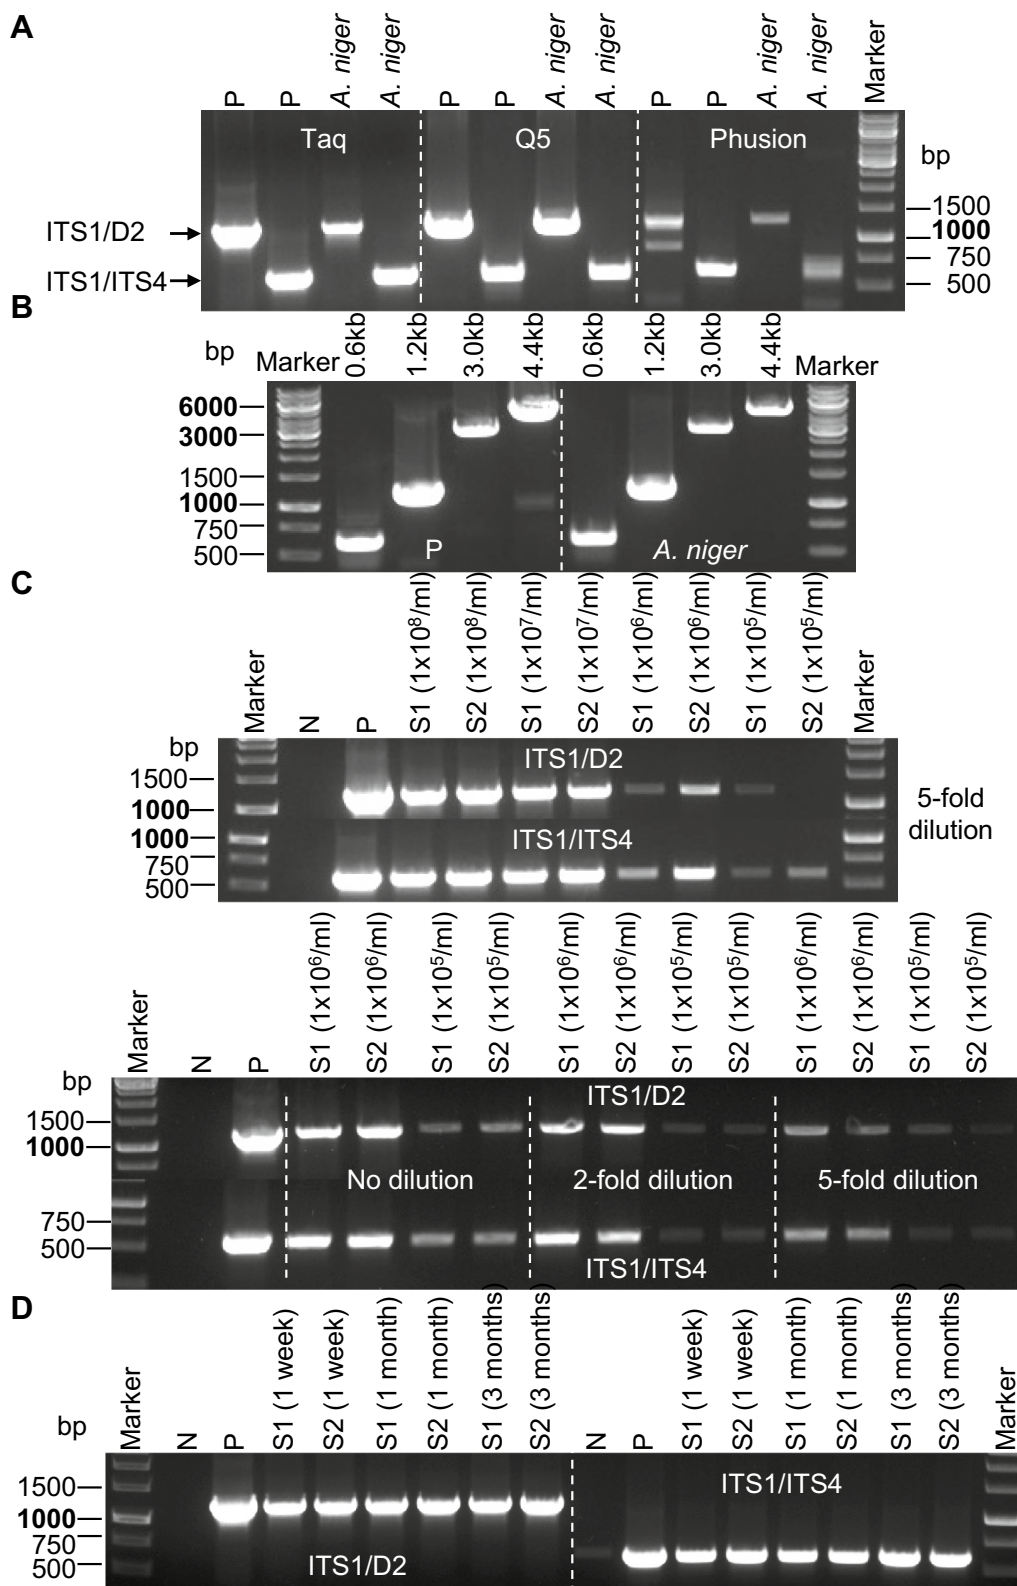 A
P P A. niger A. niger P P A. niger A. niger P P A. niger A. niger Marker
Taq Q5 Phusion
bp
ITS1/D2
ITS1/ITS4
1500
1000
750
500
B
bp
Marker 0.6kb 1.2kb 3.0kb 4.4kb 0.6kb 1.2kb 3.0kb 4.4kb Marker
6000
3000
1500
1000
750
500
P A. niger
C
Marker N P S1 (1x10⁸/ml) S2 (1x10⁸/ml) S1 (1x10⁷/ml) S2 (1x10⁷/ml) S1 (1x10⁶/ml) S2 (1x10⁶/ml) S1 (1x10⁵/ml) S2 (1x10⁵/ml) Marker
bp
ITS1/D2
1500
1000
5-fold
dilution
ITS1/ITS4
1000
750
500
Marker N P S1 (1x10⁶/ml) S2 (1x10⁶/ml) S1 (1x10⁵/ml) S2 (1x10⁵/ml) S1 (1x10⁶/ml) S2 (1x10⁶/ml) S1 (1x10⁵/ml) S2 (1x10⁵/ml) S1 (1x10⁶/ml) S2 (1x10⁶/ml) S1 (1x10⁵/ml) S2 (1x10⁵/ml)
bp
ITS1/D2
1500
1000
No dilution 2-fold dilution 5-fold dilution
750
500
ITS1/ITS4
D
Marker N P S1 (1 week) S2 (1 week) S1 (1 month) S2 (1 month) S1 (3 months) S2 (3 months) N P S1 (1 week) S2 (1 week) S1 (1 month) S2 (1 month) S1 (3 months) S2 (3 months) Marker
bp
ITS1/ITS4
1500
1000
750
500
ITS1/D2